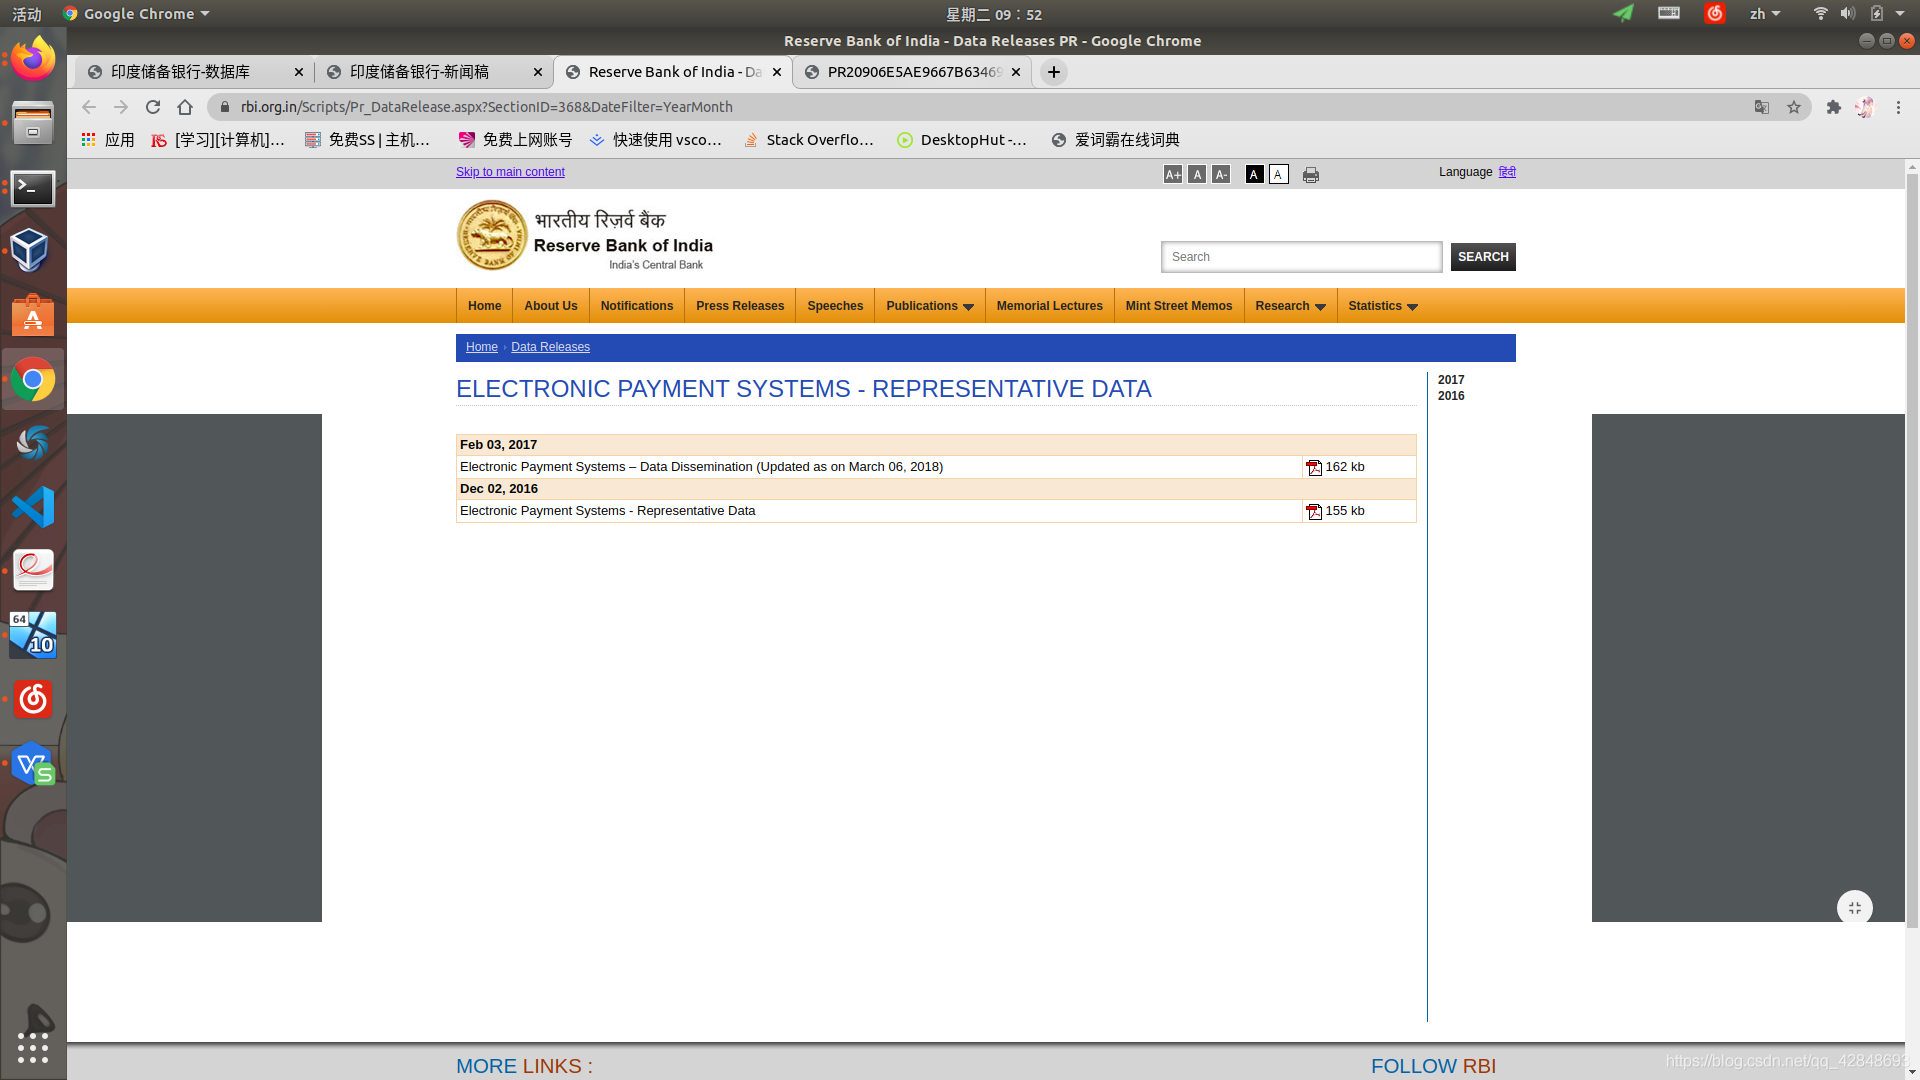 活动
Google Chrome
星期二 09：52
zh
Reserve Bank of India - Data Releases PR - Google Chrome
印度储备银行-数据库
印度储备银行-新闻稿
Reserve Bank of India - Da
PR20906E5AE9667B63469
rbi.org.in/Scripts/Pr_DataRelease.aspx?SectionID=368&DateFilter=YearMonth
应用
[学习][计算机]...
免费SS | 主机...
免费上网账号
快速使用 vsco...
Stack Overflo...
DesktopHut -...
爱词霸在线词典
Skip to main content
A+ A A- A A
Language हिंदी
भारतीय रिज़र्व बैंक
Reserve Bank of India
India's Central Bank
Search
SEARCH
Home
About Us
Notifications
Press Releases
Speeches
Publications
Memorial Lectures
Mint Street Memos
Research
Statistics
Home
Data Releases
ELECTRONIC PAYMENT SYSTEMS - REPRESENTATIVE DATA
2017
2016
Feb 03, 2017
Electronic Payment Systems – Data Dissemination (Updated as on March 06, 2018)
162 kb
Dec 02, 2016
Electronic Payment Systems - Representative Data
155 kb
64
10
MORE LINKS :
FOLLOW RBI
https://blog.csdn.net/qq_42848693